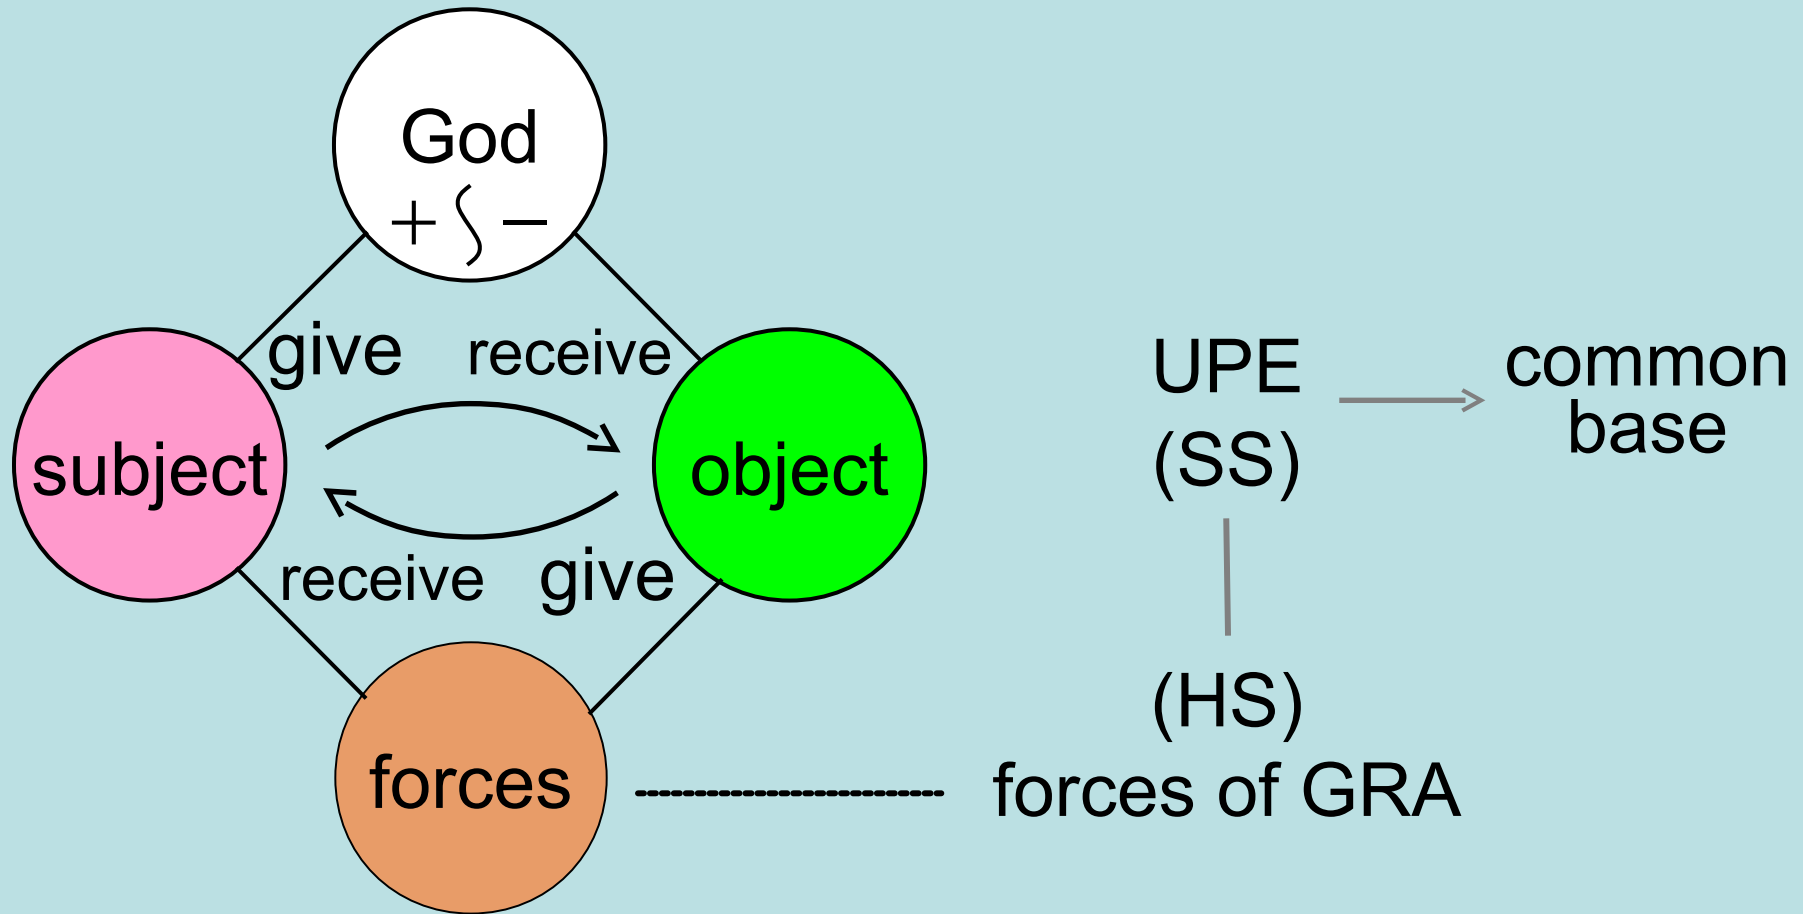 God
+ −
give receive
subject
object
receive give
forces
UPE
(SS)
common
base
(HS)
forces of GRA